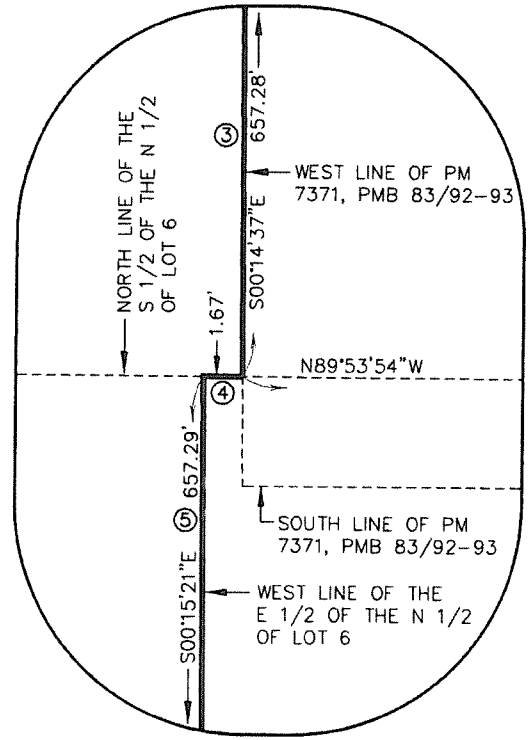 NORTH LINE OF THE
S 1/2 OF THE N 1/2
OF LOT 6
657.28'
③
WEST LINE OF PM
7371, PMB 83/92-93
S00°14'37"E
1.67'
N89°53'54"W
④
657.29'
⑤
SOUTH LINE OF PM
7371, PMB 83/92-93
WEST LINE OF THE
E 1/2 OF THE N 1/2
OF LOT 6
S00°15'21"E